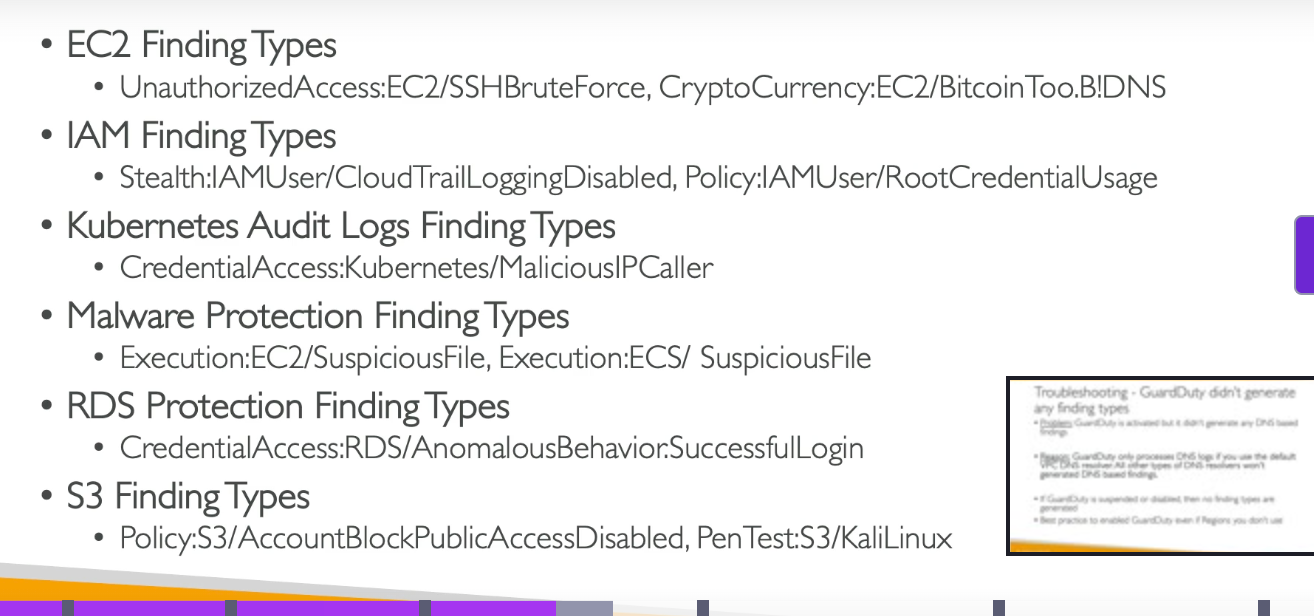 • EC2 Finding Types
• UnauthorizedAccess:EC2/SSHBruteForce, CryptoCurrency:EC2/BitcoinToo.B!DNS
• IAM Finding Types
• Stealth:IAMUser/CloudTrailLoggingDisabled, Policy:IAMUser/RootCredentialUsage
• Kubernetes Audit Logs Finding Types
• CredentialAccess:Kubernetes/MaliciousIPCaller
• Malware Protection Finding Types
• Execution:EC2/SuspiciousFile, Execution:ECS/ SuspiciousFile
• RDS Protection Finding Types
• CredentialAccess:RDS/AnomalousBehavior.SuccessfulLogin
• S3 Finding Types
• Policy:S3/AccountBlockPublicAccessDisabled, PenTest:S3/KaliLinux
Troubleshooting - GuardDuty didn't generate
any finding types
• Problem: GuardDuty is activated but it didn't generate any DNS based
findings.
• Reason: GuardDuty only processes DNS logs if you use the default
VPC DNS resolver. All other types of DNS resolvers won't
generated DNS based findings.
• If GuardDuty is suspended or disabled, then no finding types are
generated
• Best practice to enabled GuardDuty even if Regions you don't use